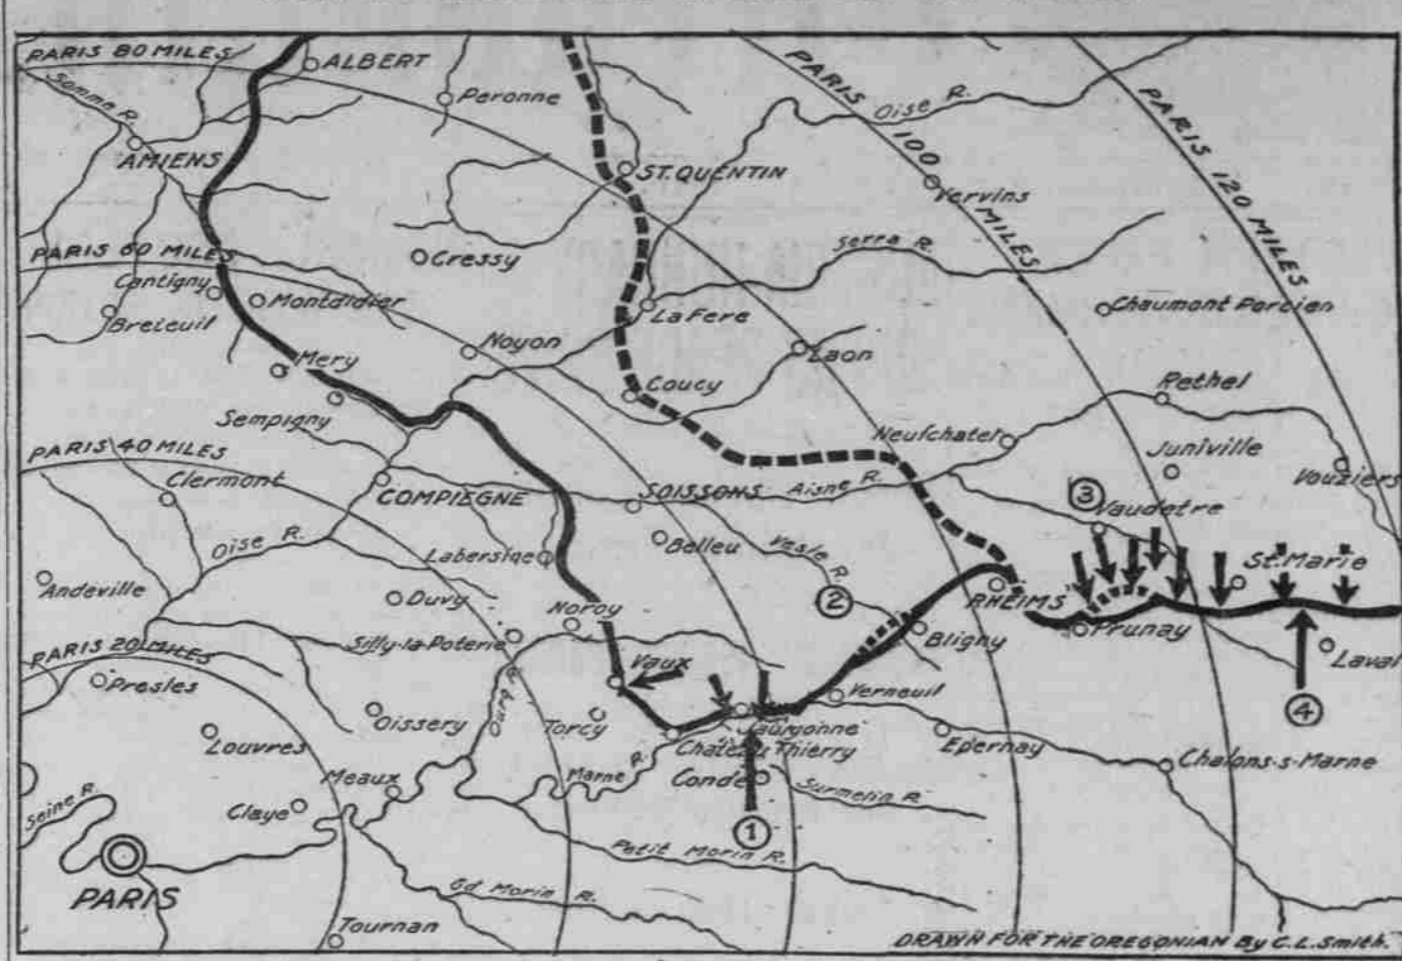 PARIS 80 MILES
ALBERT
Somme R.
Peronne
PARIS 100 MILES
Oise R.
PARIS 120 MILES
AMIENS
ST. QUENTIN
Vervins
PARIS 60 MILES
Cressy
Serra R.
Cantigny
Montdidier
Breteuil
La Fere
Chaumont Porcien
Noyon
Laon
Mery
Coucy
Rethel
Sempigny
Neufchatel
Juniville
PARIS 40 MILES
Clermont
COMPIEGNE
SOISSONS
Aisne R.
Vouziers
3
Vaudetre
Oise R.
Labersige
Belleu
Vesle R.
St. Marie
Andeville
Duvy
Noroy
2
RHEIMS
Prunay
Silly-la-Poterie
Bligny
Laval
PARIS 20 MILES
Presles
Vaux
Verneuil
Ourq R.
Oissery
Torcy
Jaurgonne
4
Louvres
Chateau Thierry
Epernay
Chalons-s-Marne
Meaux
Marne R.
Conde
Surmelin R.
Seine R.
Claye
1
PARIS
Petit Morin R.
Gd Morin R.
Tournan
DRAWN FOR THE OREGONIAN By C.L. Smith.